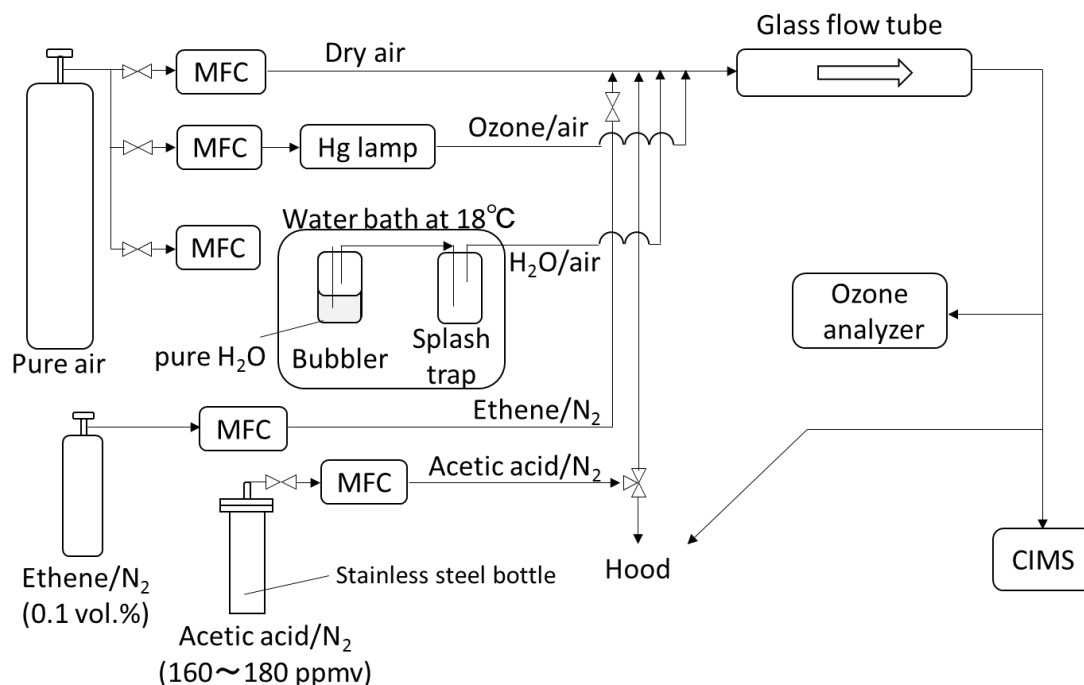 Glass flow tube
Dry air
MFC
Ozone/air
MFC
Hg lamp
Water bath at 18℃
MFC
H₂O/air
Ozone
analyzer
pure H₂O
Bubbler
Splash
trap
Pure air
Ethene/N₂
MFC
Acetic acid/N₂
MFC
Hood
CIMS
Stainless steel bottle
Ethene/N₂
(0.1 vol.%)
Acetic acid/N₂
(160～180 ppmv)